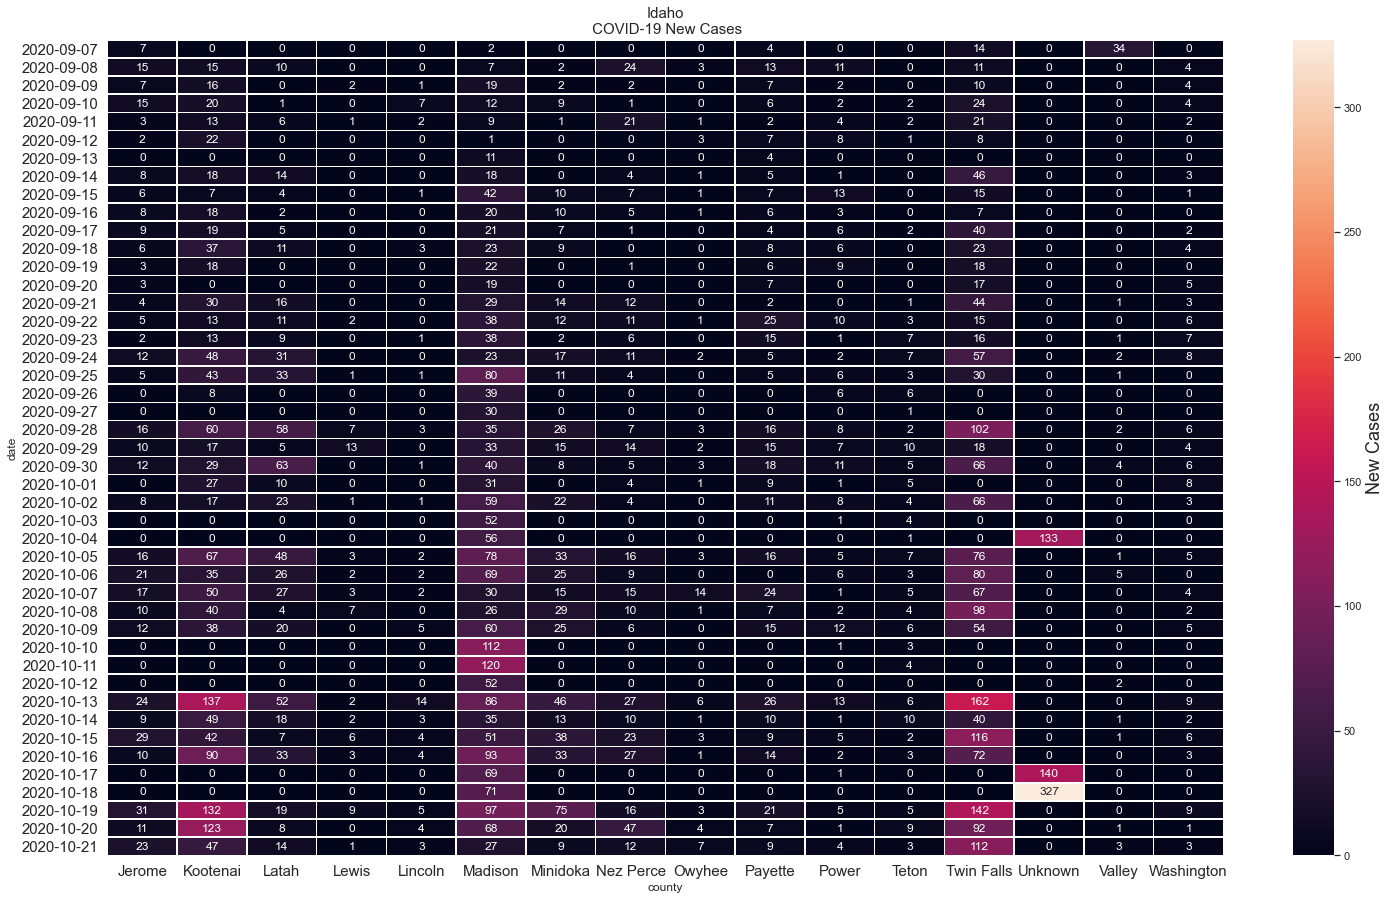 Idaho
COVID-19 New Cases
2020-09-07 7 0 0 0 0 2 0 0 0 4 0 0 14 0 34 0
2020-09-08 15 15 10 0 0 7 2 24 3 13 11 0 11 0 0 4
2020-09-09 7 16 0 2 1 19 2 2 0 7 2 0 10 0 0 4
2020-09-10 15 20 1 0 7 12 9 1 0 6 2 2 24 0 0 4
2020-09-11 3 13 6 1 2 9 1 21 1 2 4 2 21 0 0 2
2020-09-12 2 22 0 0 0 1 0 0 3 7 8 1 8 0 0 0
2020-09-13 0 0 0 0 0 11 0 0 0 4 0 0 0 0 0 0
2020-09-14 8 18 14 0 0 18 0 4 1 5 1 0 46 0 0 3
2020-09-15 6 7 4 0 1 42 10 7 1 7 13 0 15 0 0 1
2020-09-16 8 18 2 0 0 20 10 5 1 6 3 0 7 0 0 0
2020-09-17 9 19 5 0 0 21 7 1 0 4 6 2 40 0 0 2
2020-09-18 6 37 11 0 3 23 9 0 0 8 6 0 23 0 0 4
2020-09-19 3 18 0 0 0 22 0 1 0 6 9 0 18 0 0 0
2020-09-20 3 0 0 0 0 19 0 0 0 7 0 0 17 0 0 5
2020-09-21 4 30 16 0 0 29 14 12 0 2 0 1 44 0 1 3
2020-09-22 5 13 11 2 0 38 12 11 1 25 10 3 15 0 0 6
2020-09-23 2 13 9 0 1 38 2 6 0 15 1 7 16 0 1 7
2020-09-24 12 48 31 0 0 23 17 11 2 5 2 7 57 0 2 8
2020-09-25 5 43 33 1 1 80 11 4 0 5 6 3 30 0 1 0
2020-09-26 0 8 0 0 0 39 0 0 0 0 6 6 0 0 0 0
2020-09-27 0 0 0 0 0 30 0 0 0 0 0 1 0 0 0 0
2020-09-28 16 60 58 7 3 35 26 7 3 16 8 2 102 0 2 6
2020-09-29 10 17 5 13 0 33 15 14 2 15 7 10 18 0 0 4
2020-09-30 12 29 63 0 1 40 8 5 3 18 11 5 66 0 4 6
2020-10-01 0 27 10 0 0 31 0 4 1 9 1 5 0 0 0 8
2020-10-02 8 17 23 1 1 59 22 4 0 11 8 4 66 0 0 3
2020-10-03 0 0 0 0 0 52 0 0 0 0 1 4 0 0 0 0
2020-10-04 0 0 0 0 0 56 0 0 0 0 0 1 0 133 0 0
2020-10-05 16 67 48 3 2 78 33 16 3 16 5 7 76 0 1 5
2020-10-06 21 35 26 2 2 69 25 9 0 0 6 3 80 0 5 0
2020-10-07 17 50 27 3 2 30 15 15 14 24 1 5 67 0 0 4
2020-10-08 10 40 4 7 0 26 29 10 1 7 2 4 98 0 0 2
2020-10-09 12 38 20 0 5 60 25 6 0 15 12 6 54 0 0 5
2020-10-10 0 0 0 0 0 112 0 0 0 0 1 3 0 0 0 0
2020-10-11 0 0 0 0 0 120 0 0 0 0 0 4 0 0 0 0
2020-10-12 0 0 0 0 0 52 0 0 0 0 0 0 0 0 2 0
2020-10-13 24 137 52 2 14 86 46 27 6 26 13 6 162 0 0 9
2020-10-14 9 49 18 2 3 35 13 10 1 10 1 10 40 0 1 2
2020-10-15 29 42 7 6 4 51 38 23 3 9 5 2 116 0 1 6
2020-10-16 10 90 33 3 4 93 33 27 1 14 2 3 72 0 0 3
2020-10-17 0 0 0 0 0 69 0 0 0 0 1 0 0 140 0 0
2020-10-18 0 0 0 0 0 71 0 0 0 0 0 0 0 327 0 0
2020-10-19 31 132 19 9 5 97 75 16 3 21 5 5 142 0 0 9
2020-10-20 11 123 8 0 4 68 20 47 4 7 1 9 92 0 1 1
2020-10-21 23 47 14 1 3 27 9 12 7 9 4 3 112 0 3 3
Jerome Kootenai Latah Lewis Lincoln Madison Minidoka Nez Perce Owyhee Payette Power Teton Twin Falls Unknown Valley Washington
county
date
300
250
200
150
100
50
0
New Cases